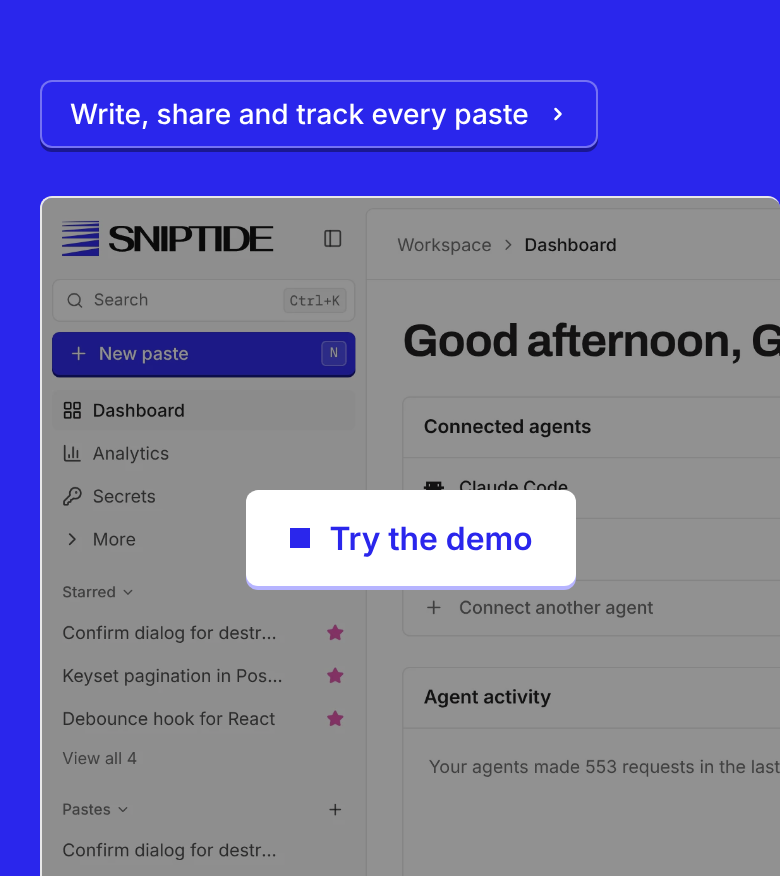 Write, share and track every paste
SNIPTIDE
Workspace > Dashboard
Search Ctrl+K
New paste N
Good afternoon, G
Dashboard
Connected agents
Analytics
Claude Code
Secrets
Try the demo
More
Starred
Connect another agent
Confirm dialog for destr...
Keyset pagination in Pos...
Agent activity
Debounce hook for React
View all 4
Your agents made 553 requests in the last
Pastes
Confirm dialog for destr...